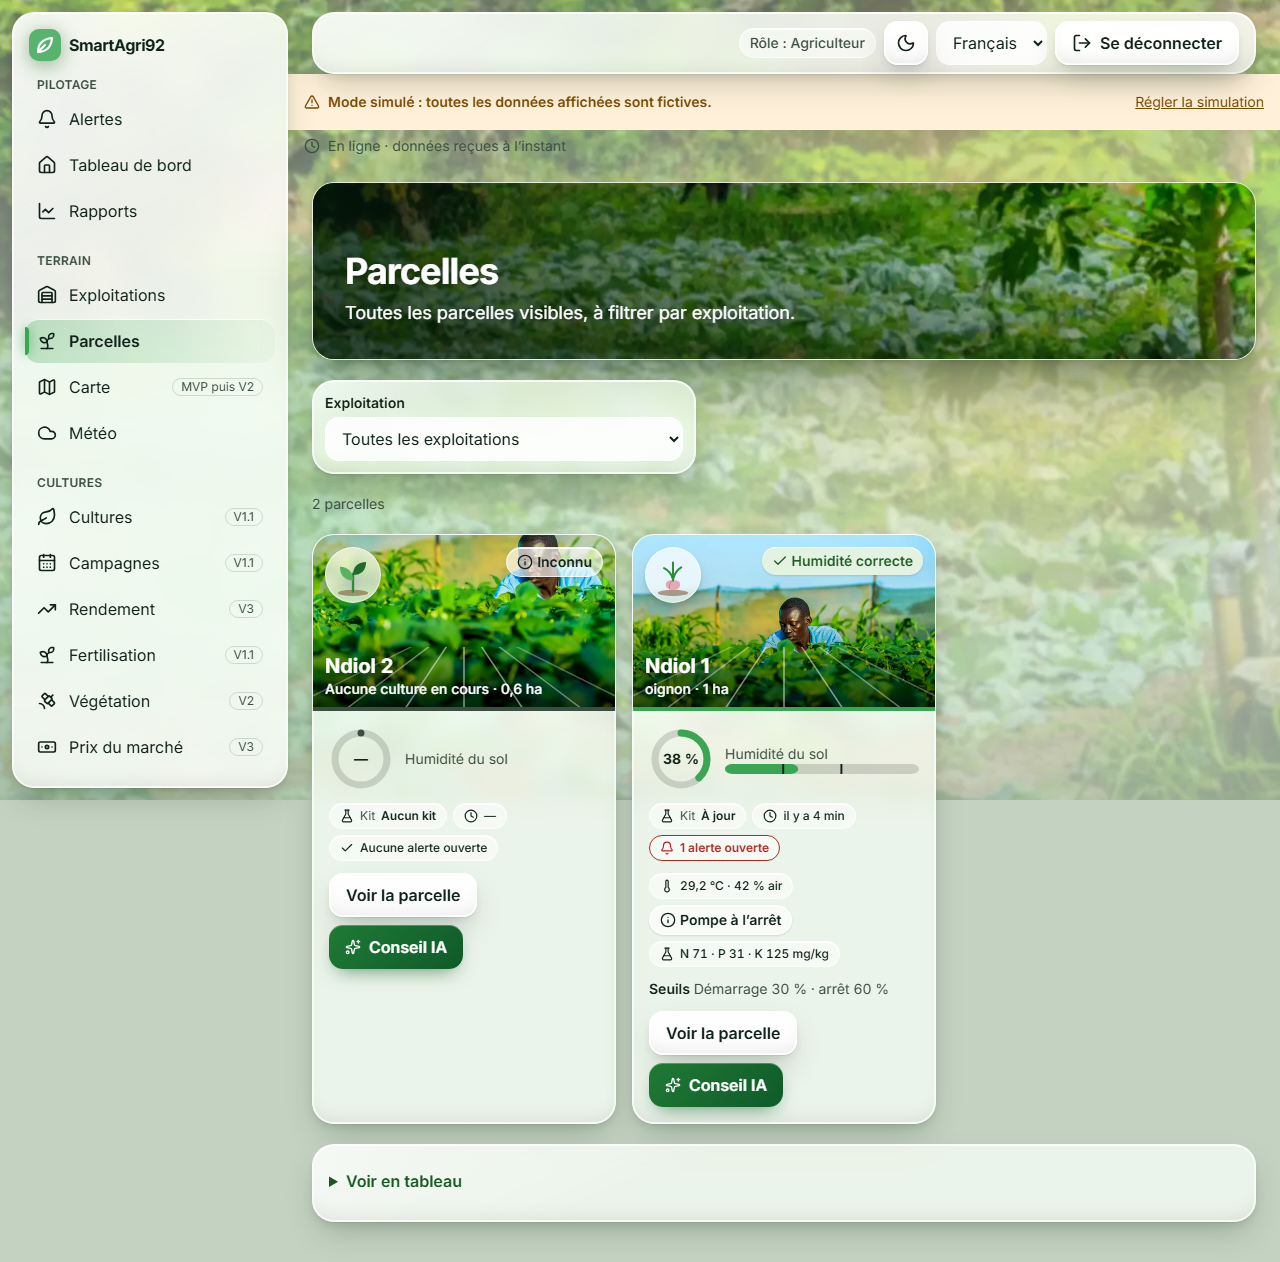 SmartAgri92
Rôle : Agriculteur
Français
Se déconnecter
PILOTAGE
Alertes
Tableau de bord
Rapports
TERRAIN
Exploitations
Parcelles
Carte
MVP puis V2
Météo
CULTURES
Cultures
V1.1
Campagnes
V1.1
Rendement
V3
Fertilisation
V1.1
Végétation
V2
Prix du marché
V3
Mode simulé : toutes les données affichées sont fictives.
Régler la simulation
En ligne · données reçues à l’instant
Parcelles
Toutes les parcelles visibles, à filtrer par exploitation.
Exploitation
Toutes les exploitations
2 parcelles
Inconnu
Ndiol 2
Aucune culture en cours · 0,6 ha
—
Humidité du sol
Kit Aucun kit
—
Aucune alerte ouverte
Voir la parcelle
Conseil IA
Humidité correcte
Ndiol 1
oignon · 1 ha
38 %
Humidité du sol
Kit À jour
il y a 4 min
1 alerte ouverte
29,2 °C · 42 % air
Pompe à l’arrêt
N 71 · P 31 · K 125 mg/kg
Seuils Démarrage 30 % · arrêt 60 %
Voir la parcelle
Conseil IA
Voir en tableau